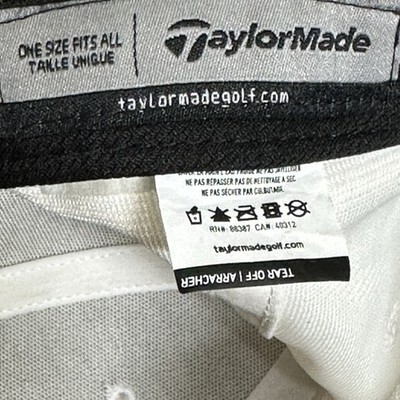 ONE SIZE FITS ALL
TAILLE UNIQUE
TaylorMade
taylormadegolf.com
NE PAS REPASSER PAS DE NETTOYAGE A SEC
NE PAS SÉCHER PAR CULBUTAGE.
RN#: 88387 CA#: 40312
taylormadegolf.com
TEAR OFF | ARRACHER